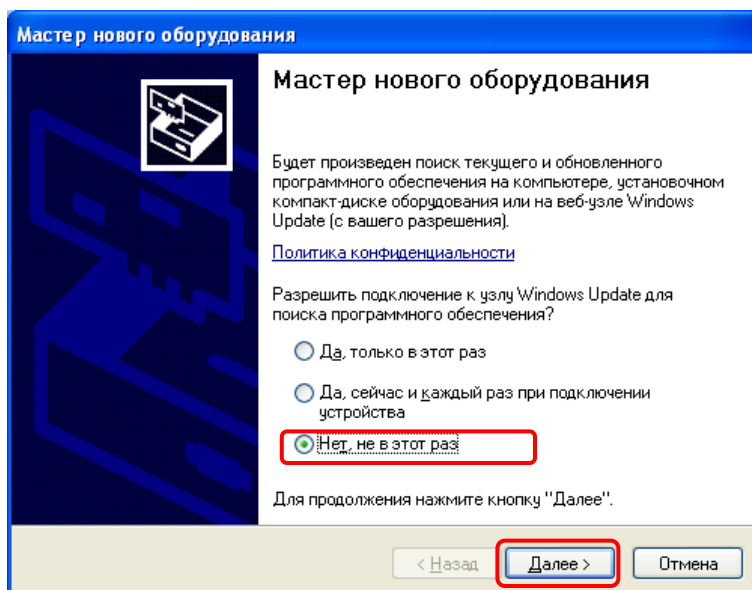 Мастер нового оборудования
Мастер нового оборудования
Будет произведен поиск текущего и обновленного
программного обеспечения на компьютере, установочном
компакт-диске оборудования или на веб-узле Windows
Update (с вашего разрешения).
Политика конфиденциальности
Разрешить подключение к узлу Windows Update для
поиска программного обеспечения?
Да, только в этот раз
Да, сейчас и каждый раз при подключении
устройства
Нет, не в этот раз
Для продолжения нажмите кнопку "Далее".
< Назад Далее > Отмена